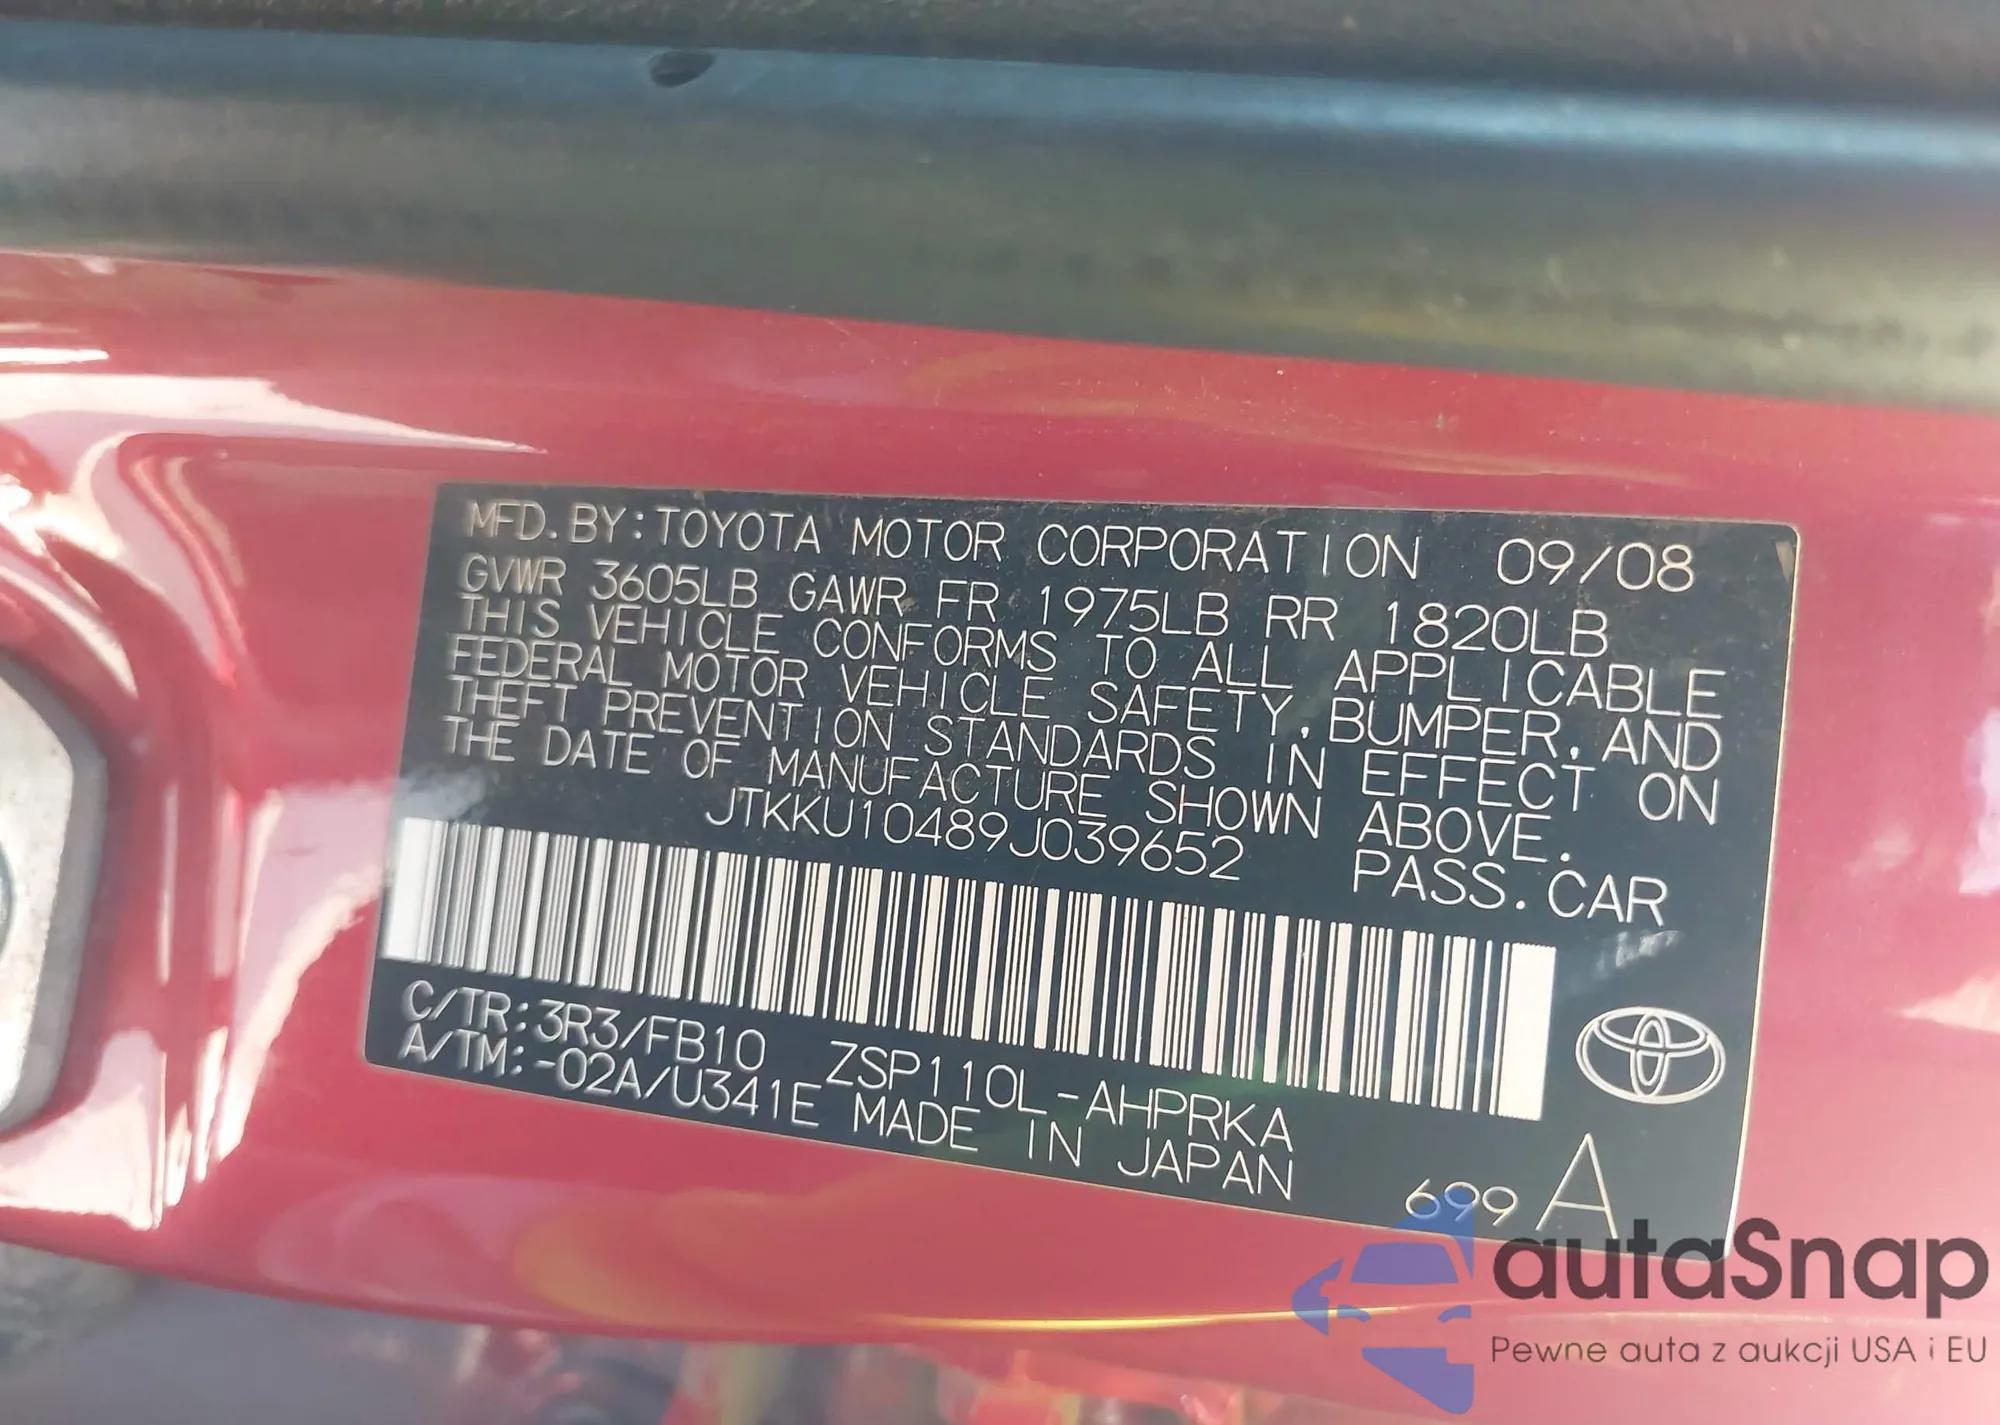 MFD. BY: TOYOTA MOTOR CORPORATION 09/08
GVWR 3605LB GAWR FR 1975LB RR 1820LB
THIS VEHICLE CONFORMS TO ALL APPLICABLE
FEDERAL MOTOR VEHICLE SAFETY, BUMPER, AND
THEFT PREVENTION STANDARDS IN EFFECT ON
THE DATE OF MANUFACTURE SHOWN ABOVE.
JTKKU10489J039652 PASS. CAR
C/TR: 3R3/FB10 ZSP110L-AHPRKA
A/TM: -02A/U341E MADE IN JAPAN
699 A
autaSnap
Pewne auta z aukcji USA i EU